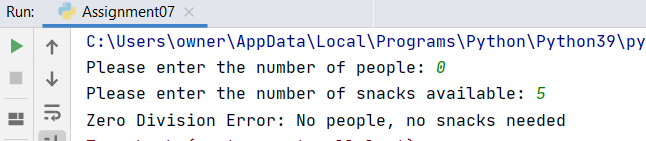 Run: Assignment07
C:\Users\owner\AppData\Local\Programs\Python\Python39\py
Please enter the number of people: 0
Please enter the number of snacks available: 5
Zero Division Error: No people, no snacks needed